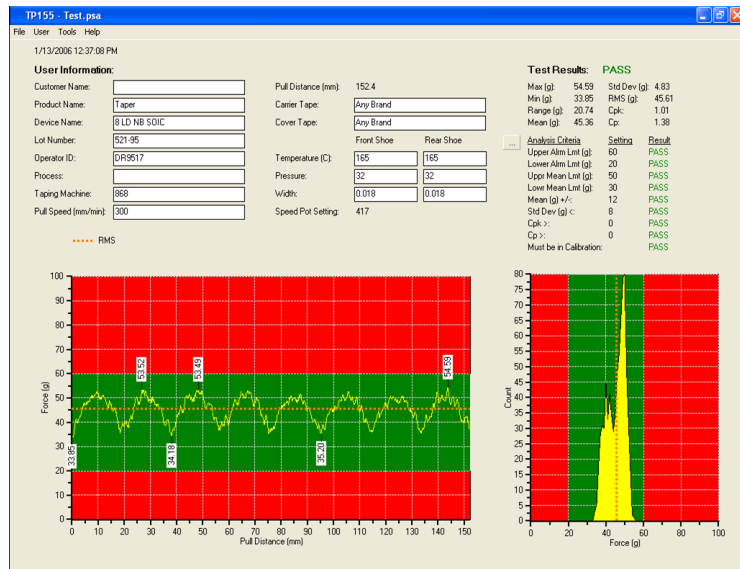 TP155 - Test.psa
File User Tools Help
1/13/2006 12:37:08 PM
User Information:
Customer Name:
Product Name: Taper
Device Name: 8 LD NB SOIC
Lot Number: 521-95
Operator ID: DR9517
Process:
Taping Machine: 868
Pull Speed (mm/min): 300
Pull Distance (mm): 152.4
Carrier Tape: Any Brand
Cover Tape: Any Brand
Front Shoe Rear Shoe
Temperature (C): 165 165
Pressure: 32 32
Width: 0.018 0.018
Speed Pot Setting: 417
...
Test Results: PASS
Max (g): 54.59 Std Dev (g): 4.83
Min (g): 33.85 RMS (g): 45.61
Range (g): 20.74 Cpk: 1.01
Mean (g): 45.36 Cp: 1.38
Analysis Criteria Setting Result
Upper Alrm Lmt (g): 60 PASS
Lower Alrm Lmt (g): 20 PASS
Uppr Mean Lmt (g): 50 PASS
Lowr Mean Lmt (g): 30 PASS
Mean (g) +/-: 12 PASS
Std Dev (g) <: 8 PASS
Cpk >: 0 PASS
Cp >: 0 PASS
Must be in Calibration: PASS
RMS
100
90
80
70
60
50
40
30
20
10
0
Force (g)
53.52
53.49
54.59
33.85
34.18
35.20
0 10 20 30 40 50 60 70 80 90 100 110 120 130 140 150
Pull Distance (mm)
80
75
70
65
60
55
50
45
40
35
30
25
20
15
10
5
0
Count
0 20 40 60 80 100
Force (g)